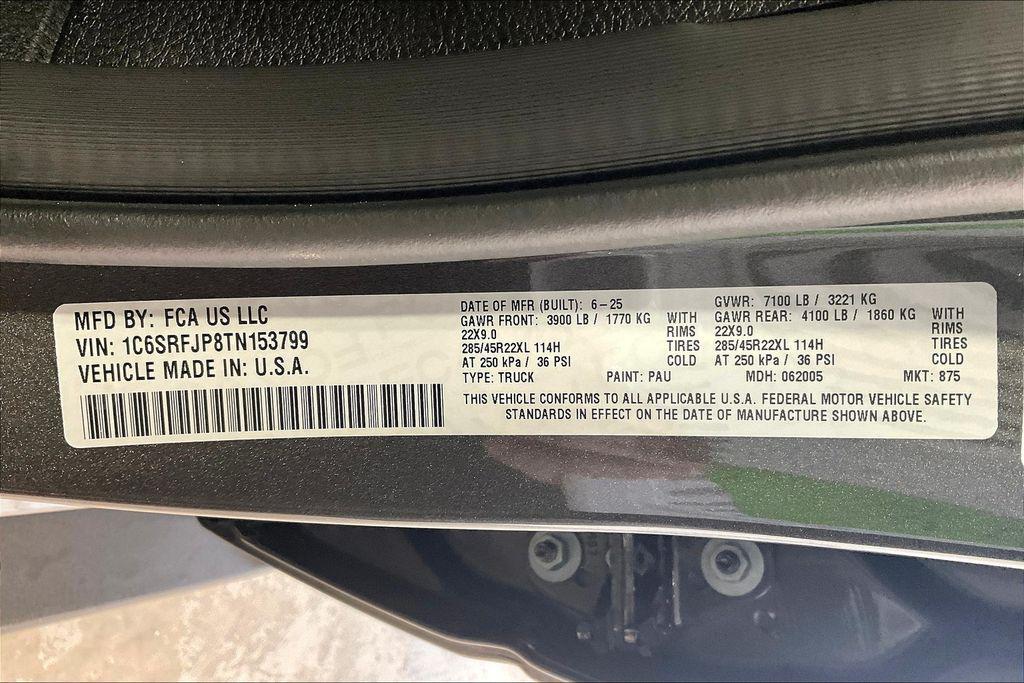 MFD BY: FCA US LLC
VIN: 1C6SRFJP8TN153799
VEHICLE MADE IN: U.S.A.
DATE OF MFR (BUILT): 6-25
GAWR FRONT: 3900 LB / 1770 KG WITH
22X9.0 RIMS
285/45R22XL 114H TIRES
AT 250 kPa / 36 PSI COLD
GVWR: 7100 LB / 3221 KG
GAWR REAR: 4100 LB / 1860 KG WITH
22X9.0 RIMS
285/45R22XL 114H TIRES
AT 250 kPa / 36 PSI COLD
TYPE: TRUCK PAINT: PAU MDH: 062005 MKT: 875
THIS VEHICLE CONFORMS TO ALL APPLICABLE U.S.A. FEDERAL MOTOR VEHICLE SAFETY
STANDARDS IN EFFECT ON THE DATE OF MANUFACTURE SHOWN ABOVE.